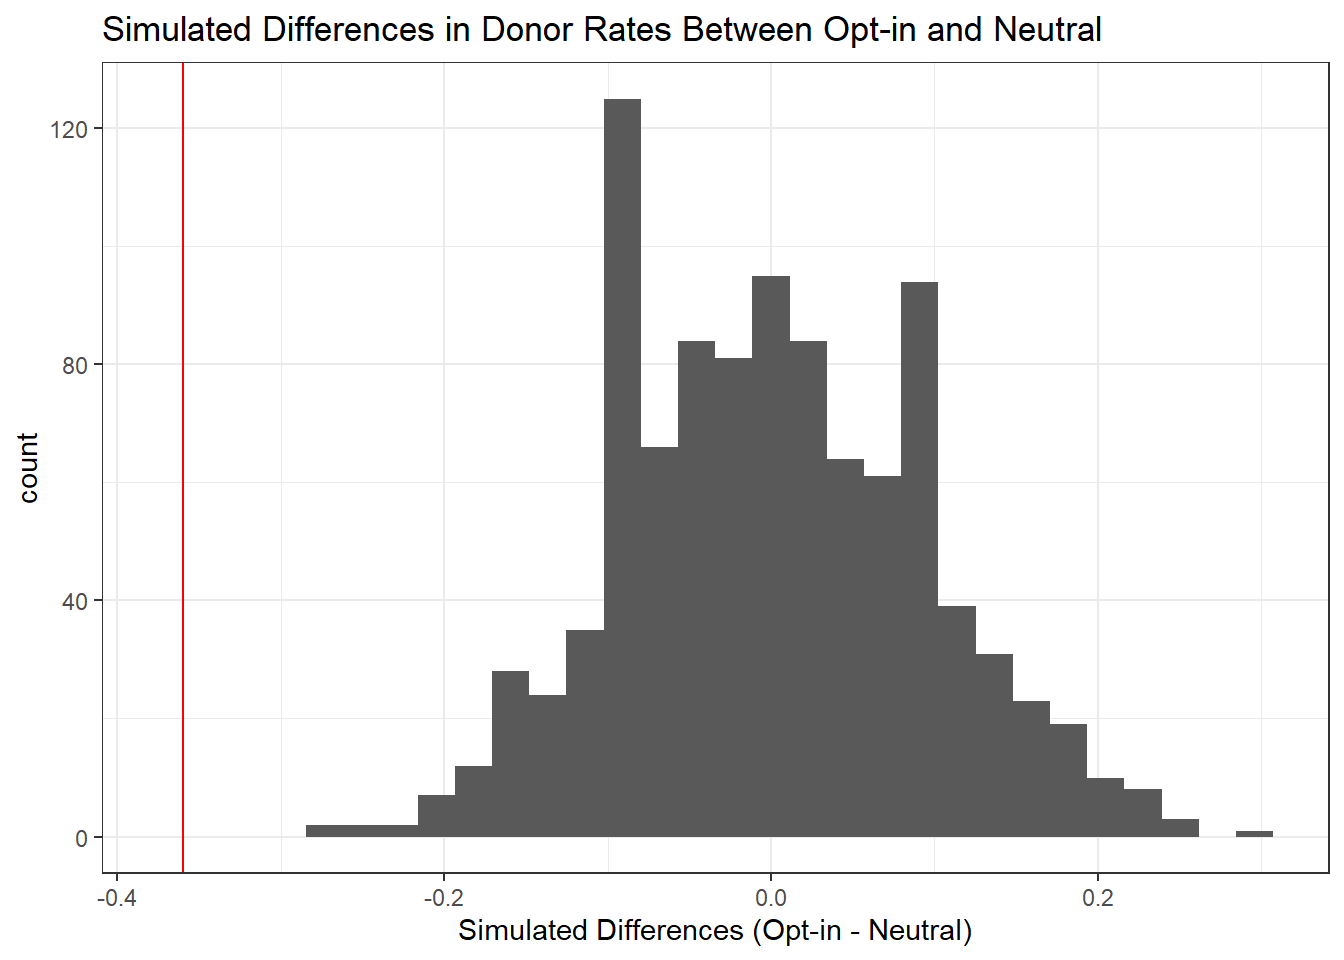 Simulated Differences in Donor Rates Between Opt-in and Neutral
120
80
40
0
count
-0.4 -0.2 0.0 0.2
Simulated Differences (Opt-in - Neutral)